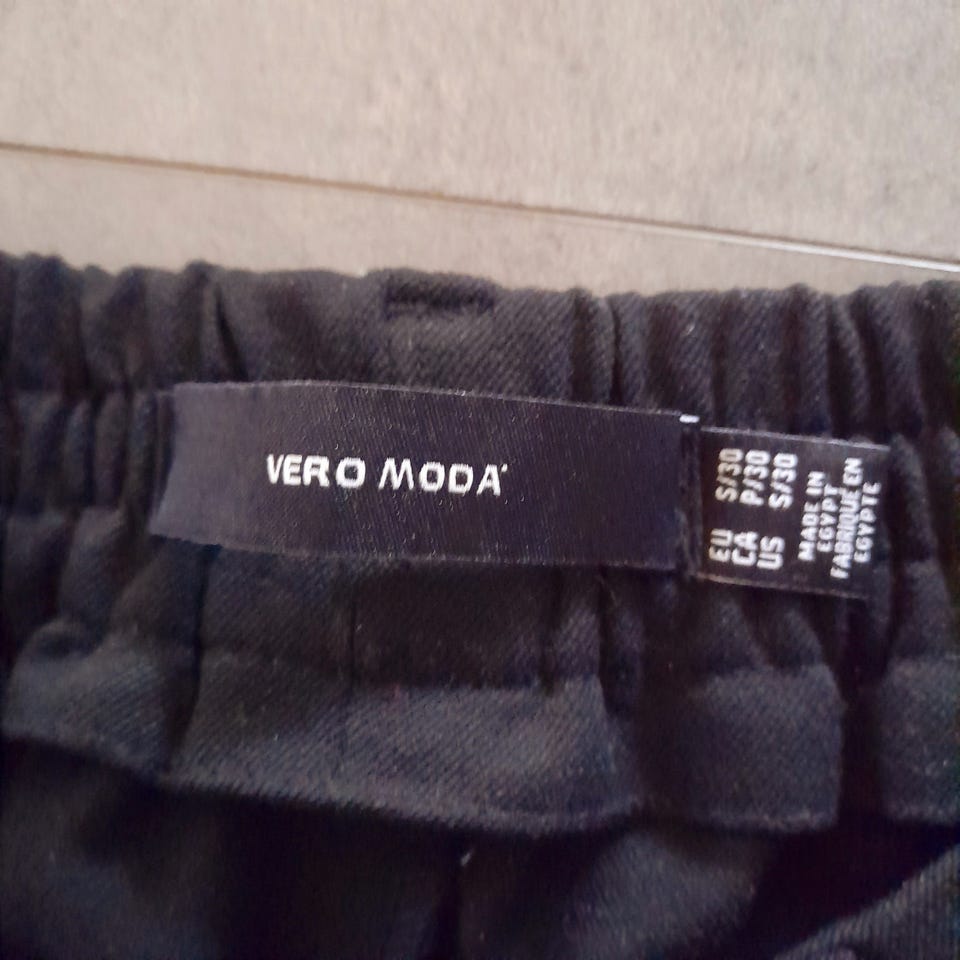 VERO MODA
EU S/30
CA P/30
US S/30
MADE IN
EGYPT
FABRIQUÉ EN
EGYPTE